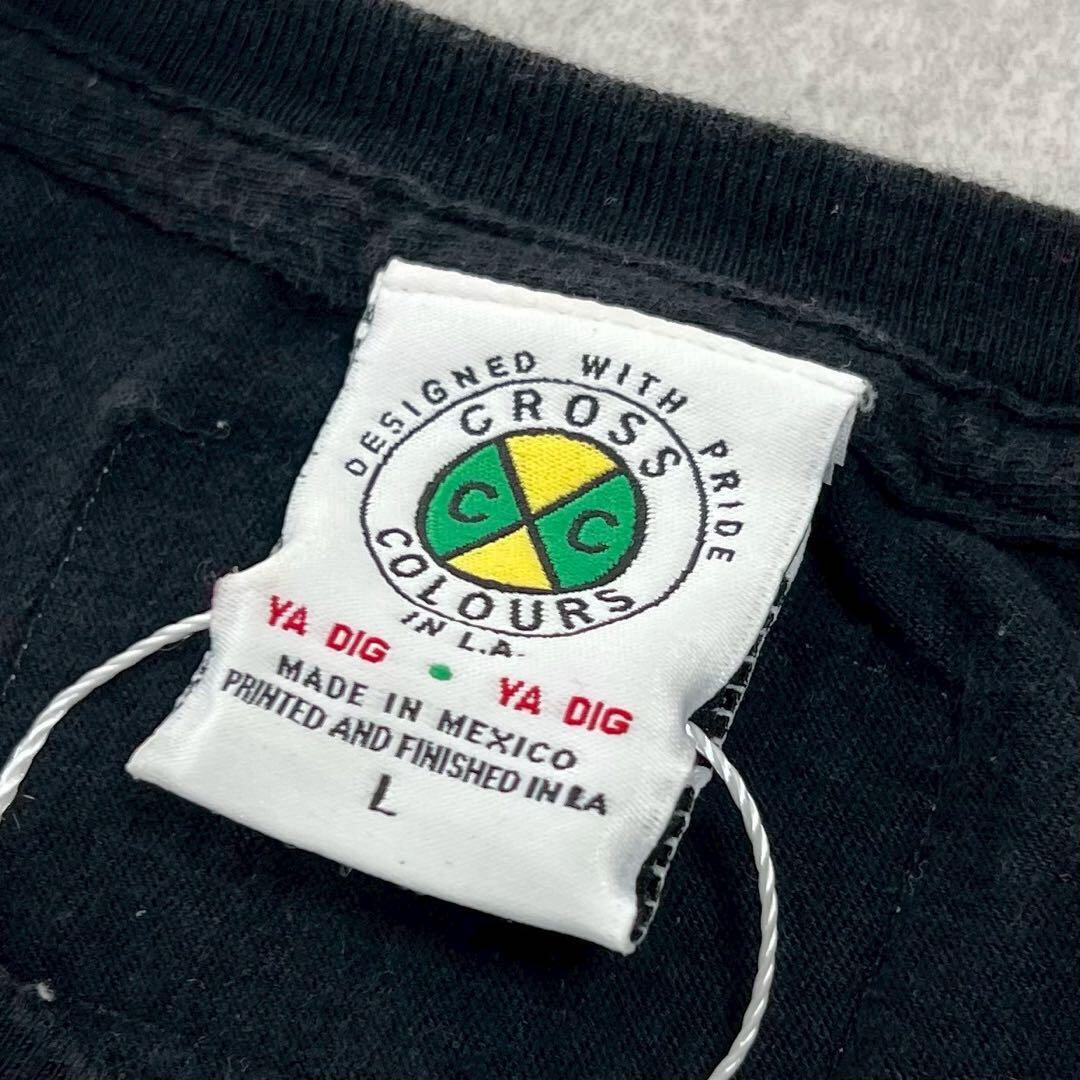 DESIGNED WITH PRIDE
CROSS
C C
COLOURS
IN L.A.
YA DIG • YA DIG
MADE IN MEXICO
PRINTED AND FINISHED IN LA
L